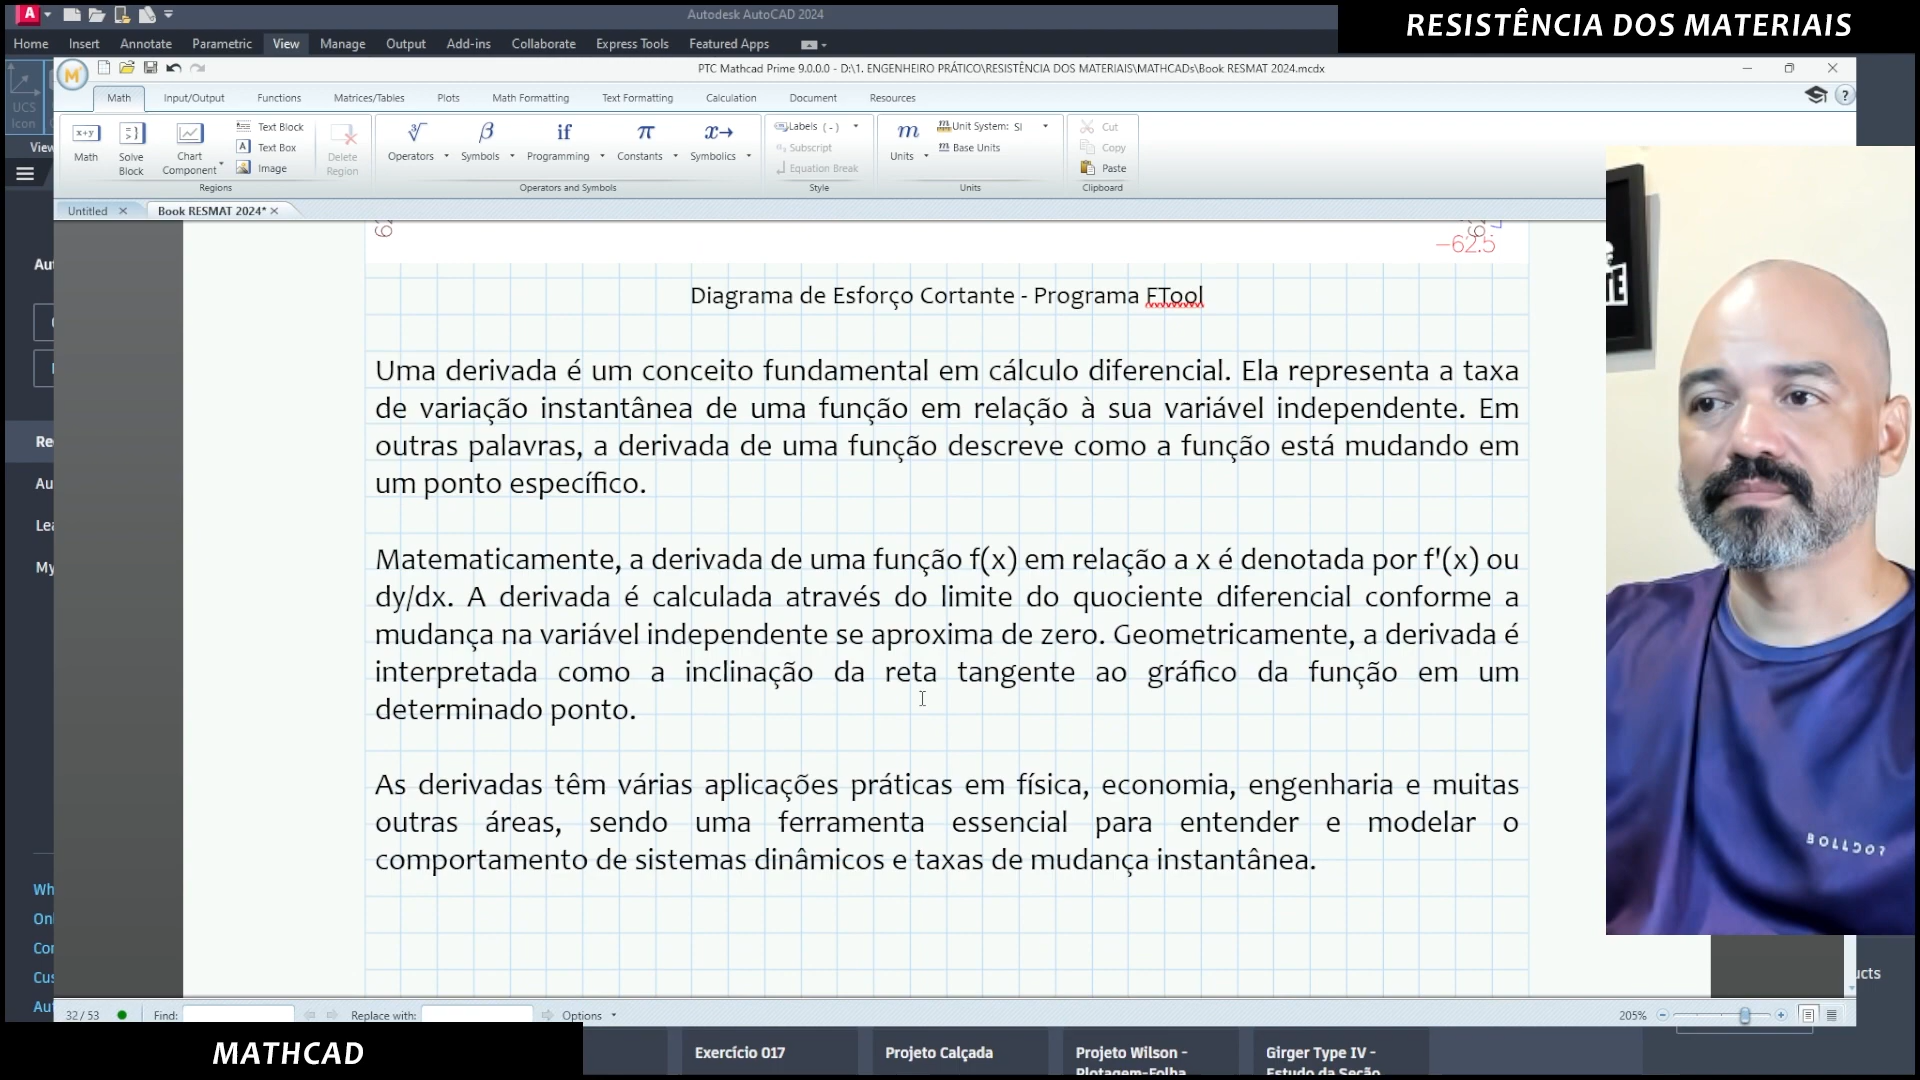 Autodesk AutoCAD 2024
RESISTÊNCIA DOS MATERIAIS
Home Insert Annotate Parametric View Manage Output Add-ins Collaborate Express Tools Featured Apps
PTC Mathcad Prime 9.0.0.0 - D:\1. ENGENHEIRO PRÁTICO\RESISTÊNCIA DOS MATERIAIS\MATHCADs\Book RESMAT 2024.mcdx
Math Input/Output Functions Matrices/Tables Plots Math Formatting Text Formatting Calculation Document Resources
UCS
Icon
View
Math
Solve
Block
Chart
Component
Text Block
Text Box
Image
Delete
Region
Regions
Operators
Symbols
if
Programming
π
Constants
Symbolics
Operators and Symbols
Labels ( - )
Subscript
Equation Break
Style
Units
Unit System: SI
Base Units
Units
Cut
Copy
Paste
Clipboard
Untitled
Book RESMAT 2024*
−62.5
Diagrama de Esforço Cortante - Programa FTool
Uma derivada é um conceito fundamental em cálculo diferencial. Ela representa a taxa
de variação instantânea de uma função em relação à sua variável independente. Em
outras palavras, a derivada de uma função descreve como a função está mudando em
um ponto específico.
Matematicamente, a derivada de uma função f(x) em relação a x é denotada por f'(x) ou
dy/dx. A derivada é calculada através do limite do quociente diferencial conforme a
mudança na variável independente se aproxima de zero. Geometricamente, a derivada é
interpretada como a inclinação da reta tangente ao gráfico da função em um
determinado ponto.
As derivadas têm várias aplicações práticas em física, economia, engenharia e muitas
outras áreas, sendo uma ferramenta essencial para entender e modelar o
comportamento de sistemas dinâmicos e taxas de mudança instantânea.
BOLLDO?
32 / 53 Find: Replace with: Options 205%
MATHCAD
Exercício 017
Projeto Calçada
Projeto Wilson -
Plotagem-Folha
Girger Type IV -
Estudo da Seção